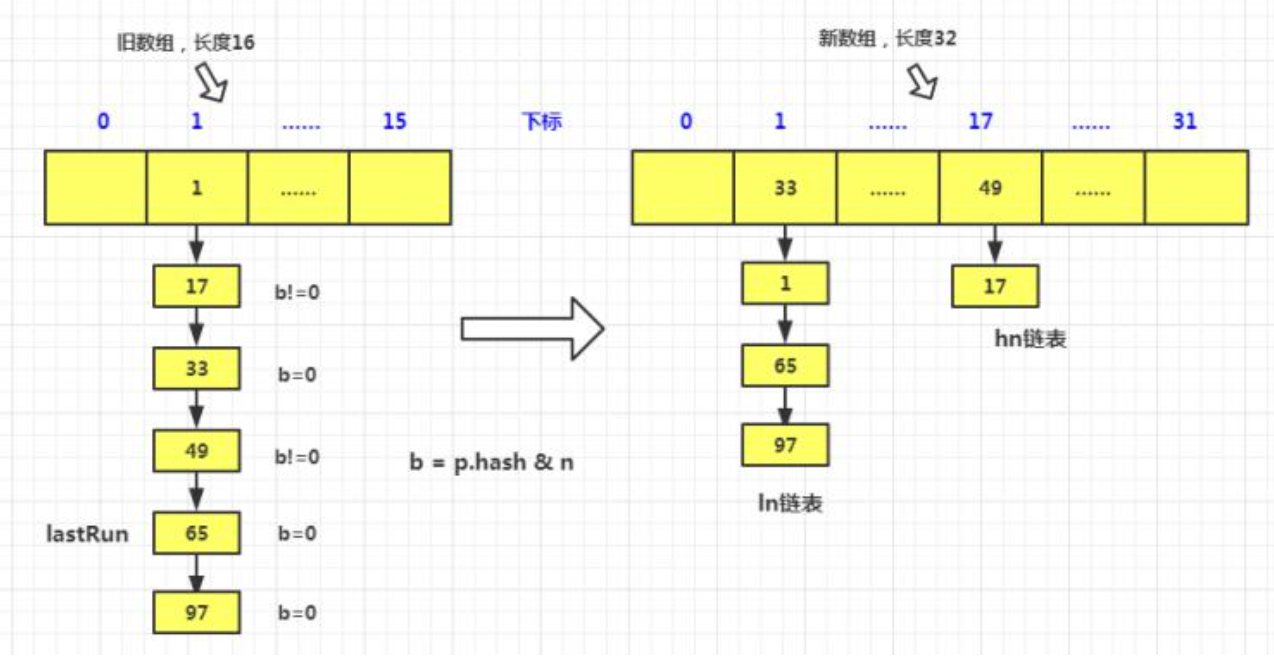 旧数组，长度16
新数组，长度32
0 1 ...... 15 下标 0 1 ...... 17 ...... 31
1 ...... 33 ...... 49 ......
17 b!=0 1 17
hn链表
33 b=0 65
49 b!=0 97
b = p.hash & n
ln链表
lastRun 65 b=0
97 b=0